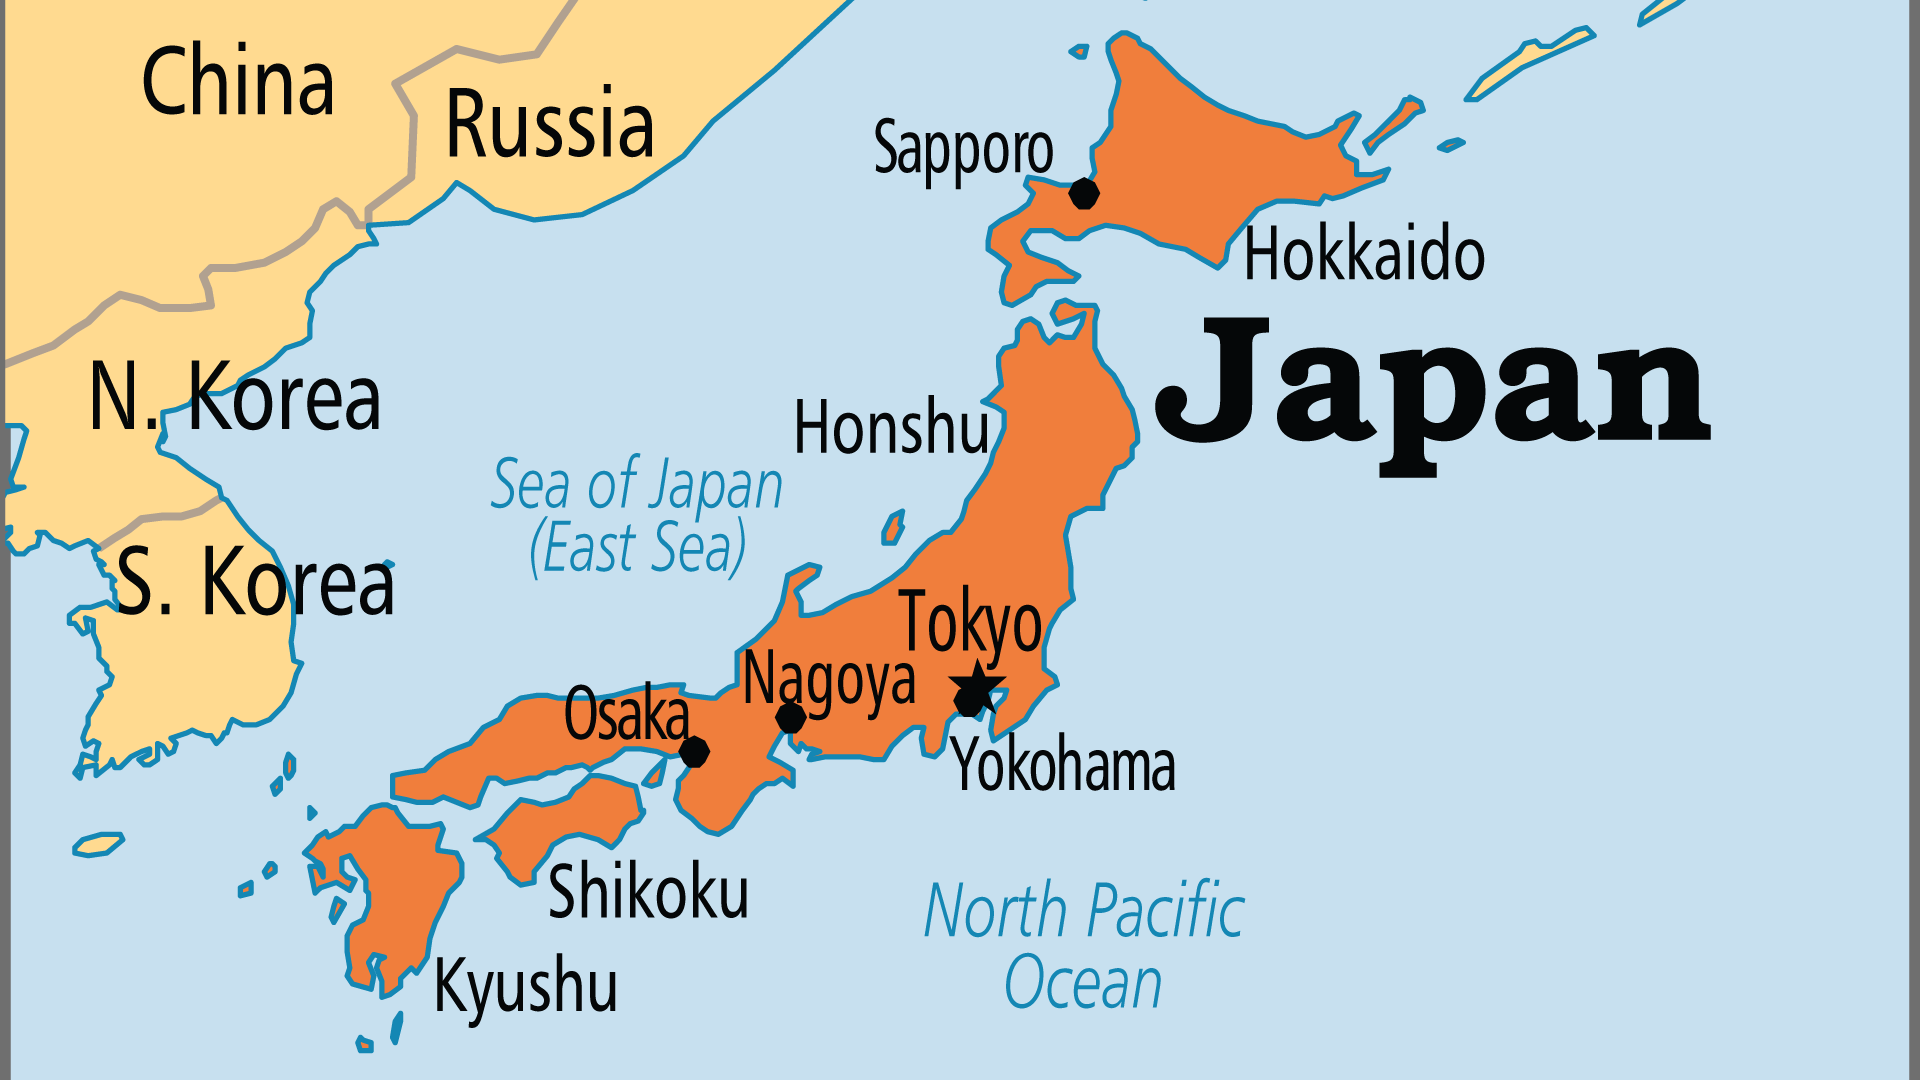 China
Russia
Sapporo
Hokkaido
Japan
N. Korea
Honshu
Sea of Japan
(East Sea)
S. Korea
Tokyo
Nagoya
Osaka
Yokohama
Shikoku
North Pacific
Ocean
Kyushu